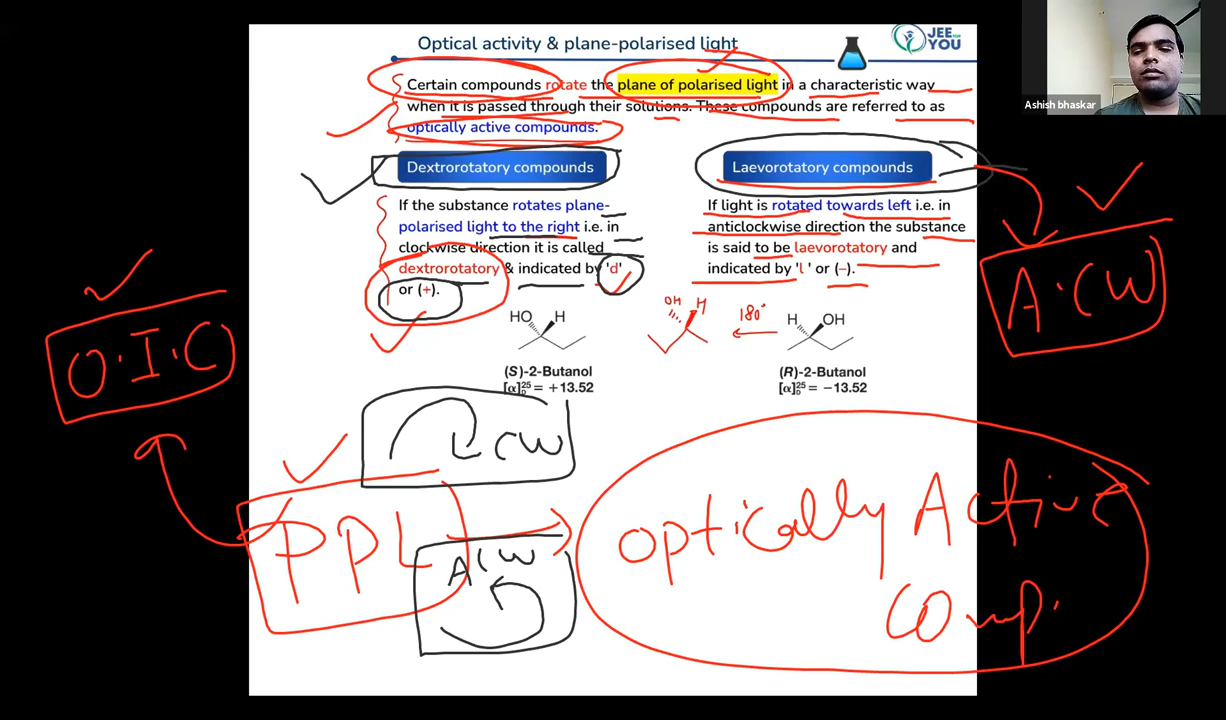 Optical activity & plane-polarised light
JEE FOR YOU
Certain compounds rotate the plane of polarised light in a characteristic way
when it is passed through their solutions. These compounds are referred to as
optically active compounds.
Ashish bhaskar
Dextrorotatory compounds
If the substance rotates plane-
polarised light to the right i.e. in
clockwise direction it is called
dextrorotatory & indicated by 'd'
or (+).
HO H
(S)-2-Butanol
[α]²⁵D = +13.52
Laevorotatory compounds
If light is rotated towards left i.e. in
anticlockwise direction the substance
is said to be laevorotatory and
indicated by 'l' or (–).
OH H
180°
H OH
(R)-2-Butanol
[α]²⁵D = −13.52
A.CW
O.I.C
CW
PPL
ACW
Optically Active
Comp.